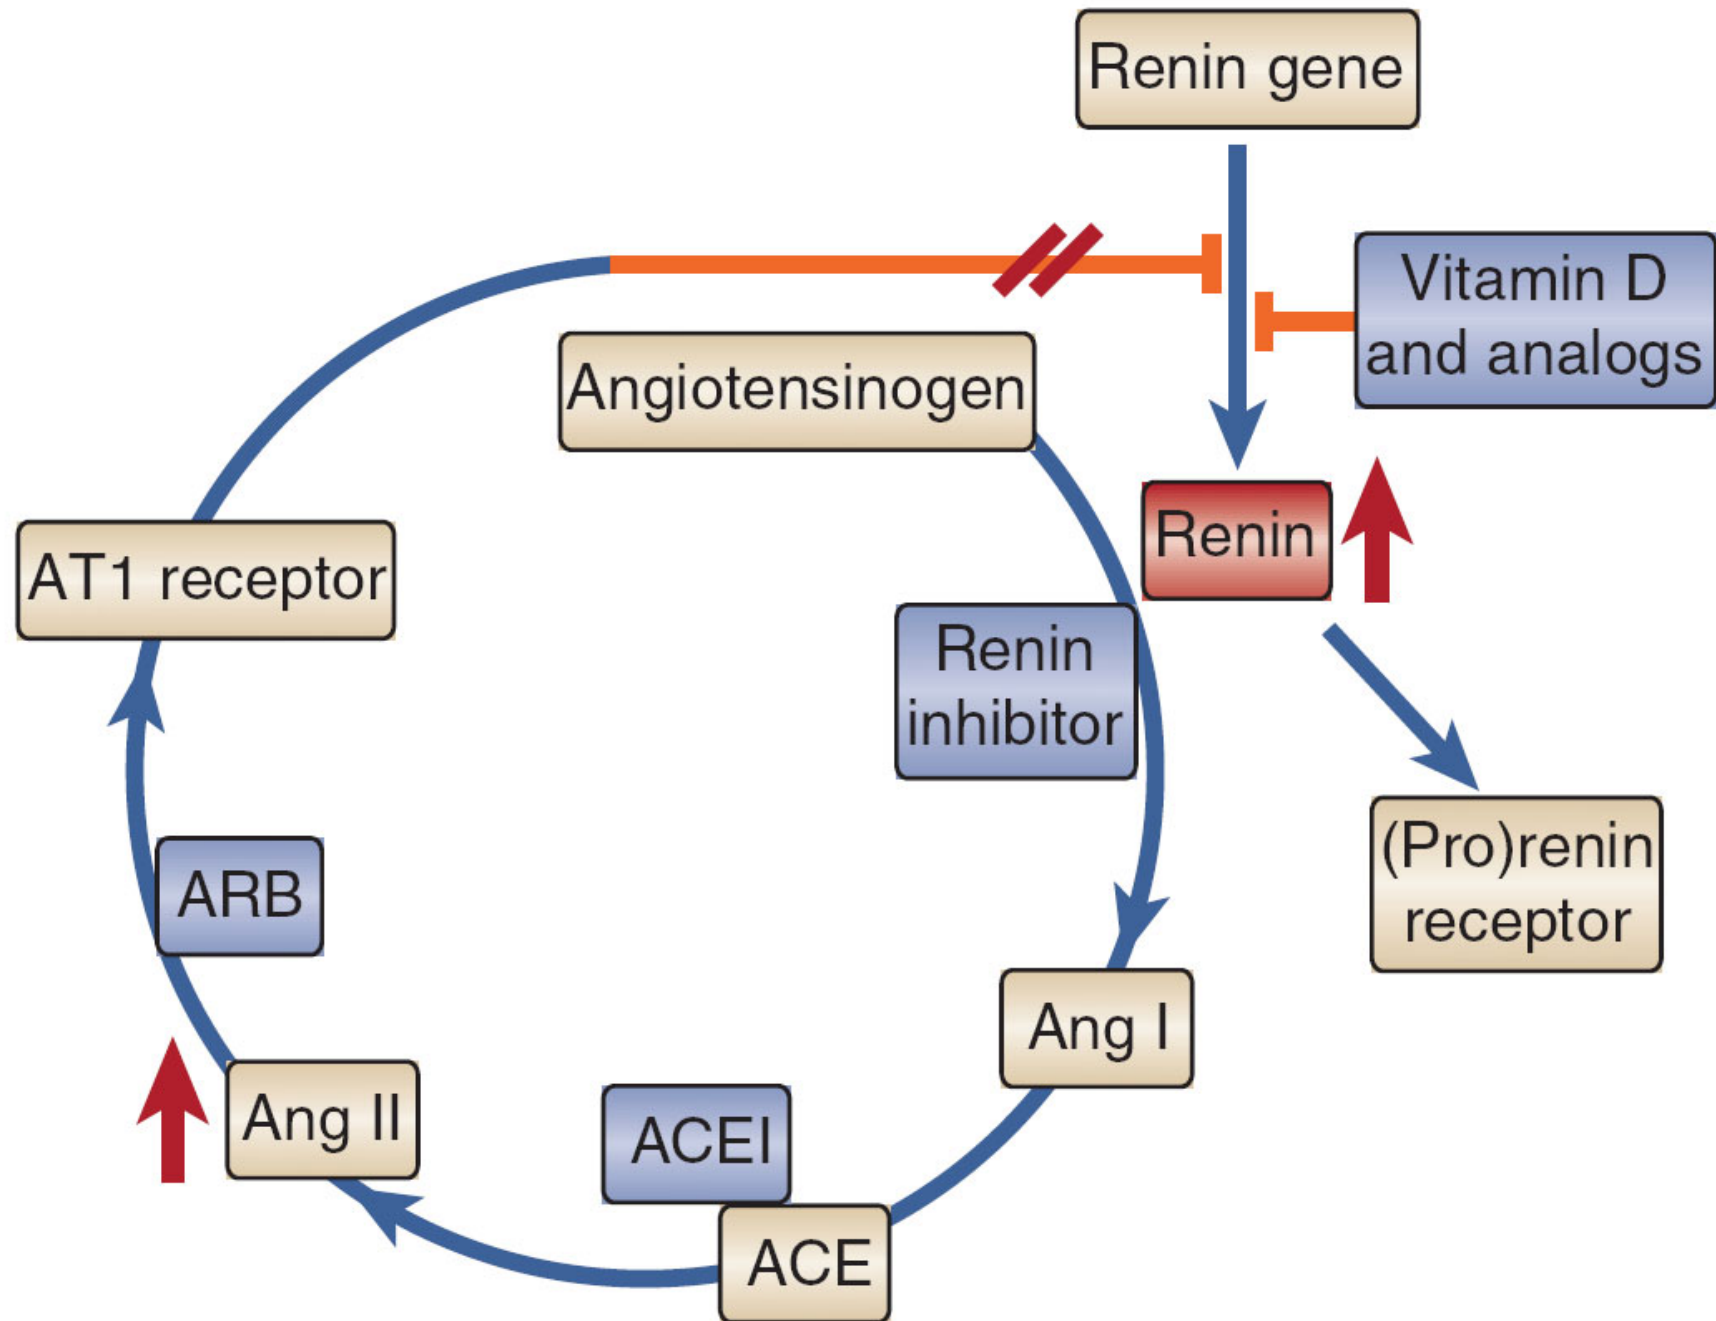 Renin gene
Vitamin D
and analogs
Angiotensinogen
Renin
AT1 receptor
Renin
inhibitor
(Pro)renin
receptor
ARB
Ang I
Ang II
ACEI
ACE